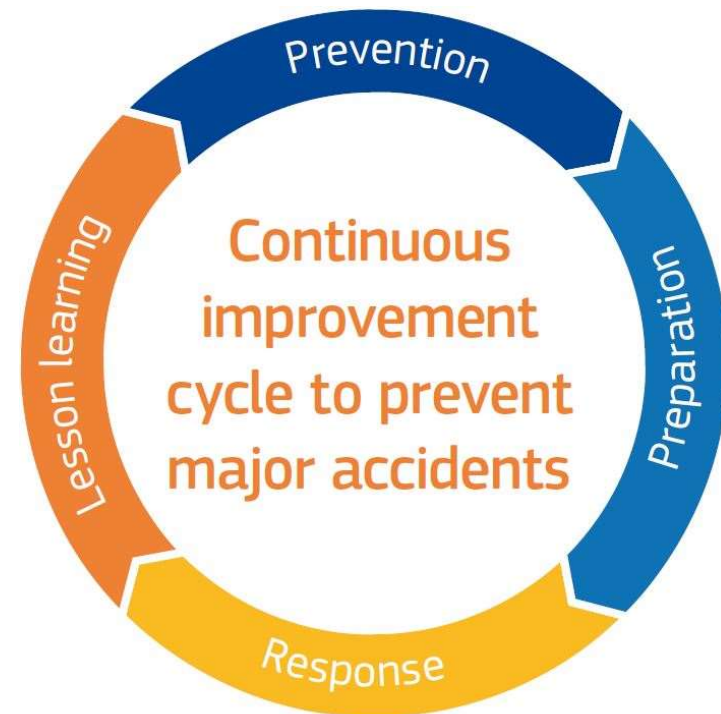 Prevention
Preparation
Response
Lesson learning
Continuous
improvement
cycle to prevent
major accidents